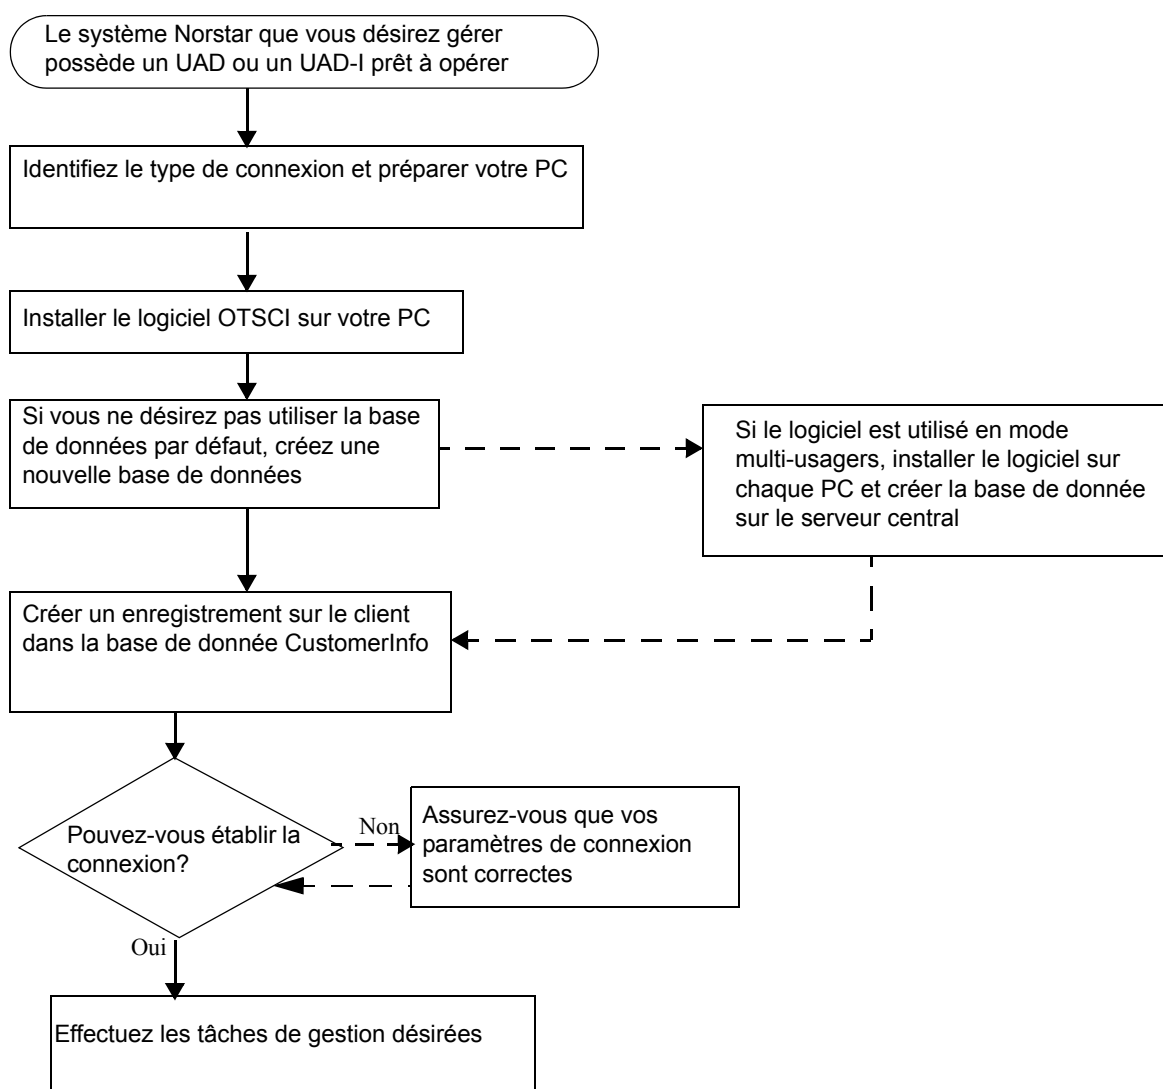 Le système Norstar que vous désirez gérer
possède un UAD ou un UAD-I prêt à opérer
Identifiez le type de connexion et préparer votre PC
Installer le logiciel OTSCI sur votre PC
Si vous ne désirez pas utiliser la base
de données par défaut, créez une
nouvelle base de données
Si le logiciel est utilisé en mode
multi-usagers, installer le logiciel sur
chaque PC et créer la base de donnée
sur le serveur central
Créer un enregistrement sur le client
dans la base de donnée CustomerInfo
Pouvez-vous établir la
connexion?
Non
Assurez-vous que vos
paramètres de connexion
sont correctes
Oui
Effectuez les tâches de gestion désirées